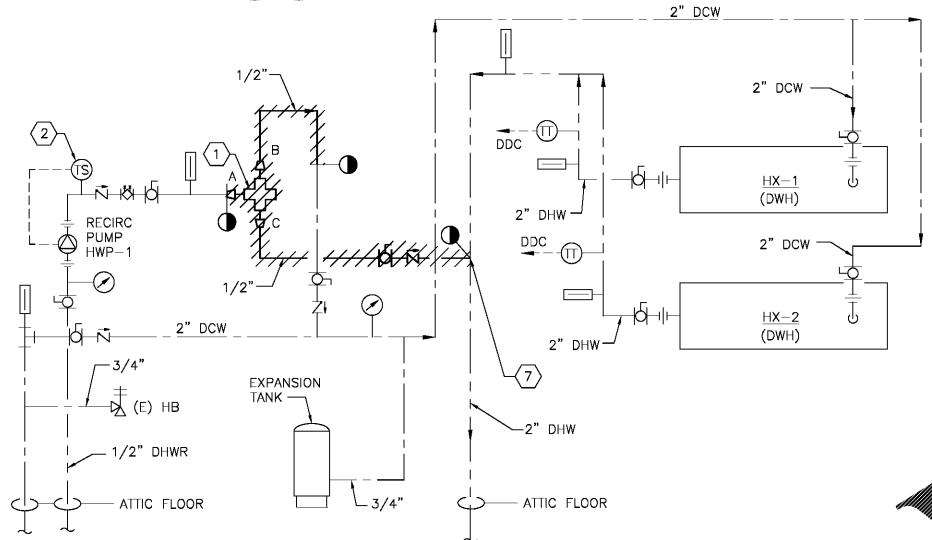 2" DCW
1/2"
2" DCW
2
TS
1
B
A
C
TT
DDC
HX-1
(DWH)
2" DHW
RECIRC
PUMP
HWP-1
DDC
TT
2" DCW
1/2"
HX-2
(DWH)
2" DCW
2" DHW
7
3/4"
EXPANSION
TANK
(E) HB
2" DHW
1/2" DHWR
ATTIC FLOOR
3/4"
ATTIC FLOOR